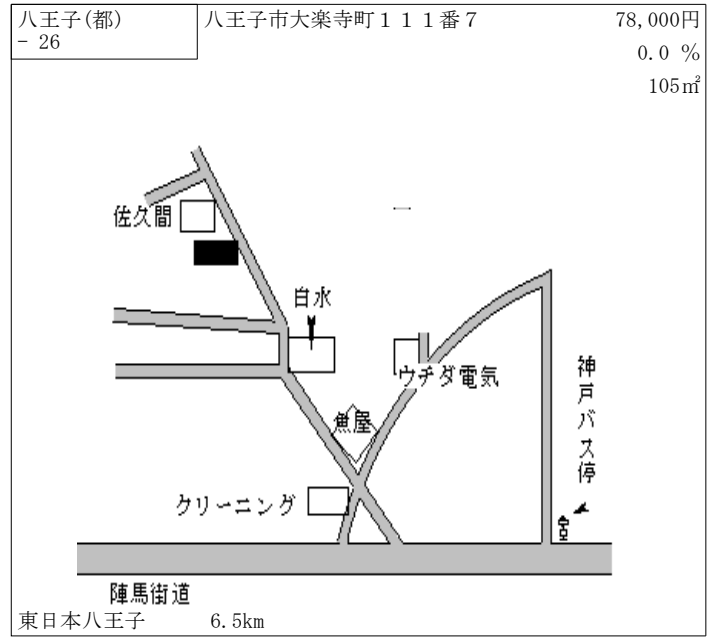 八王子(都)
- 26
八王子市大楽寺町１１１番７
78,000円
0.0 %
105㎡
佐久間
白水
ウチダ電気
神戸バス停
魚屋
クリーニング
陣馬街道
東日本八王子 6.5km